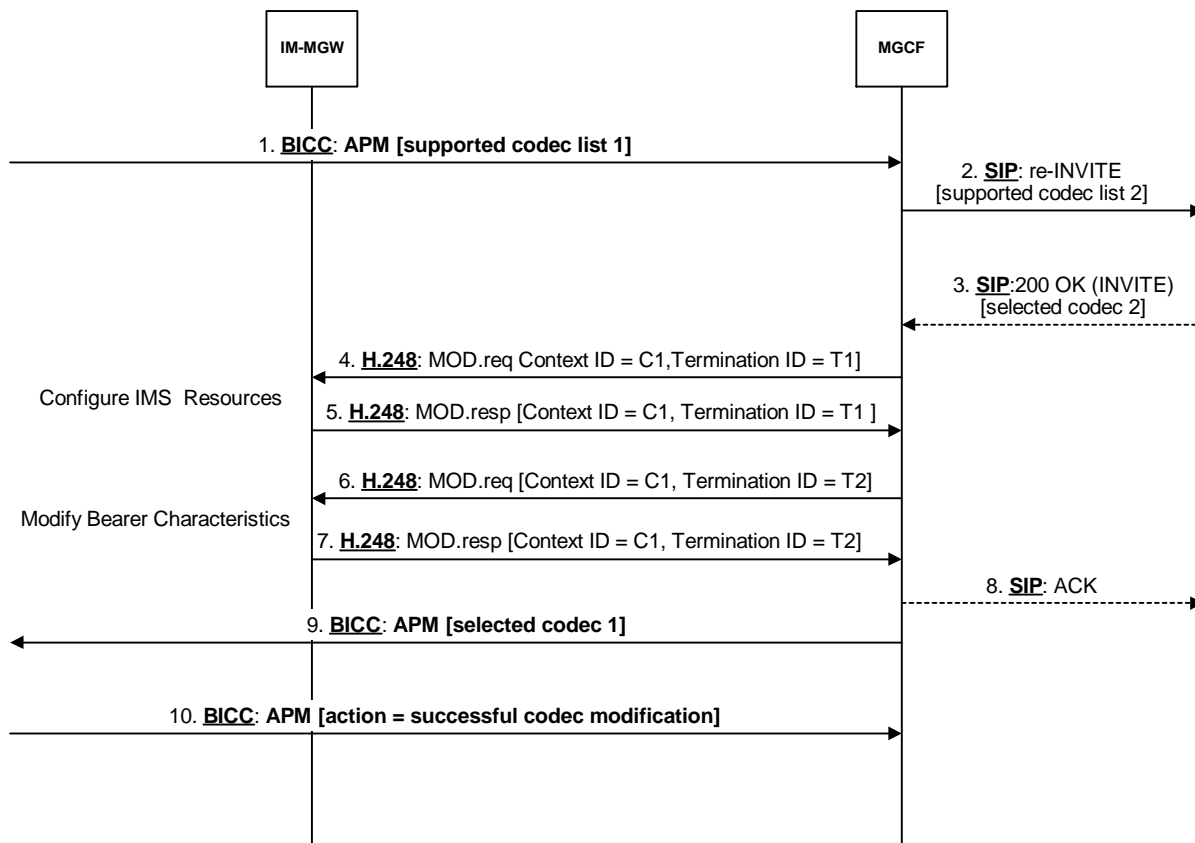 IM-MGW
MGCF
1. BICC: APM [supported codec list 1]
2. SIP: re-INVITE
[supported codec list 2]
3. SIP:200 OK (INVITE)
[selected codec 2]
4. H.248: MOD.req Context ID = C1,Termination ID = T1]
Configure IMS Resources
5. H.248: MOD.resp [Context ID = C1, Termination ID = T1 ]
6. H.248: MOD.req [Context ID = C1, Termination ID = T2]
Modify Bearer Characteristics
7. H.248: MOD.resp [Context ID = C1, Termination ID = T2]
8. SIP: ACK
9. BICC: APM [selected codec 1]
10. BICC: APM [action = successful codec modification]